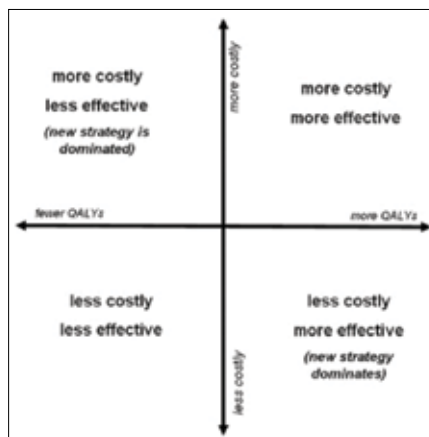 more costly
less effective
(new strategy is
dominated)
more costly
more costly
more effective
fewer QALYs
more QALYs
less costly
less effective
less costly
less costly
more effective
(new strategy
dominates)